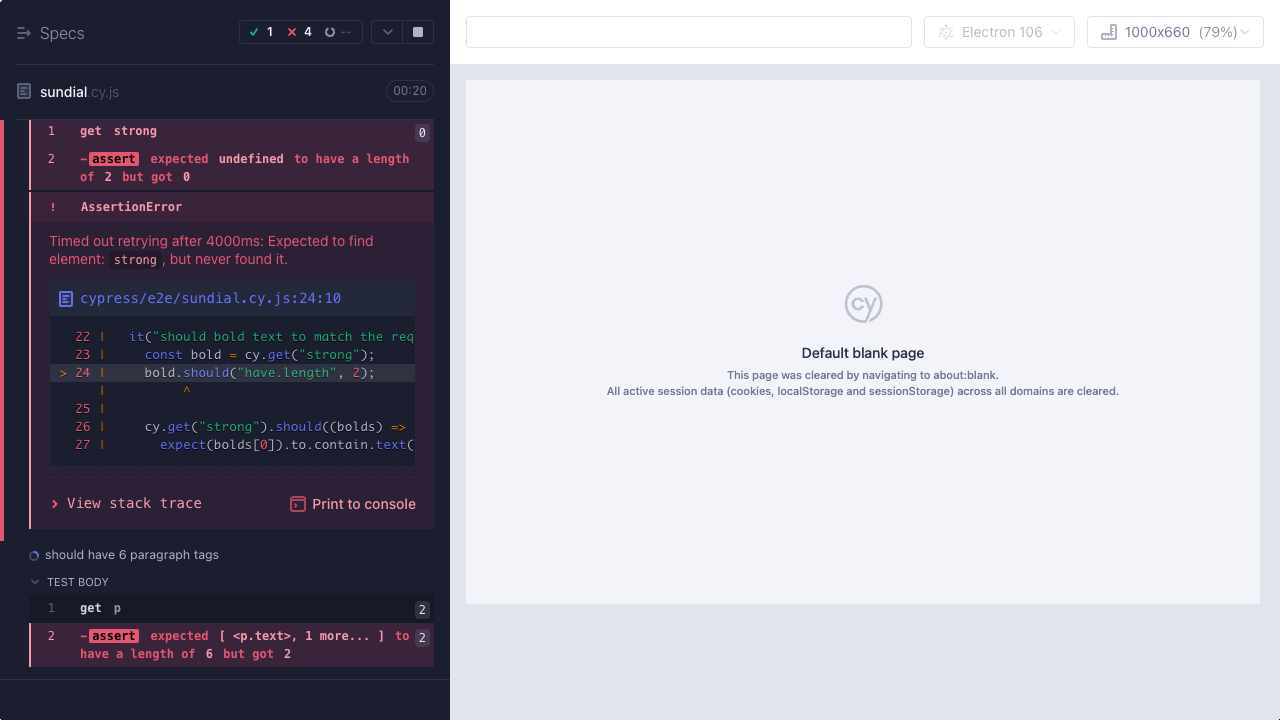 Specs
1 4 --
sundial.cy.js 00:20
1 get strong 0
2 -assert expected undefined to have a length
of 2 but got 0
! AssertionError
Timed out retrying after 4000ms: Expected to find
element: strong, but never found it.
cypress/e2e/sundial.cy.js:24:10
22 | it("should bold text to match the req
23 | const bold = cy.get("strong");
> 24 | bold.should("have.length", 2);
| ^
25 |
26 | cy.get("strong").should((bolds) =>
27 | expect(bolds[0]).to.contain.text(
View stack trace
Print to console
should have 6 paragraph tags
TEST BODY
1 get p 2
2 -assert expected [ <p.text>, 1 more... ] to 2
have a length of 6 but got 2
Electron 106
1000x660 (79%)
cy
Default blank page
This page was cleared by navigating to about:blank.
All active session data (cookies, localStorage and sessionStorage) across all domains are cleared.